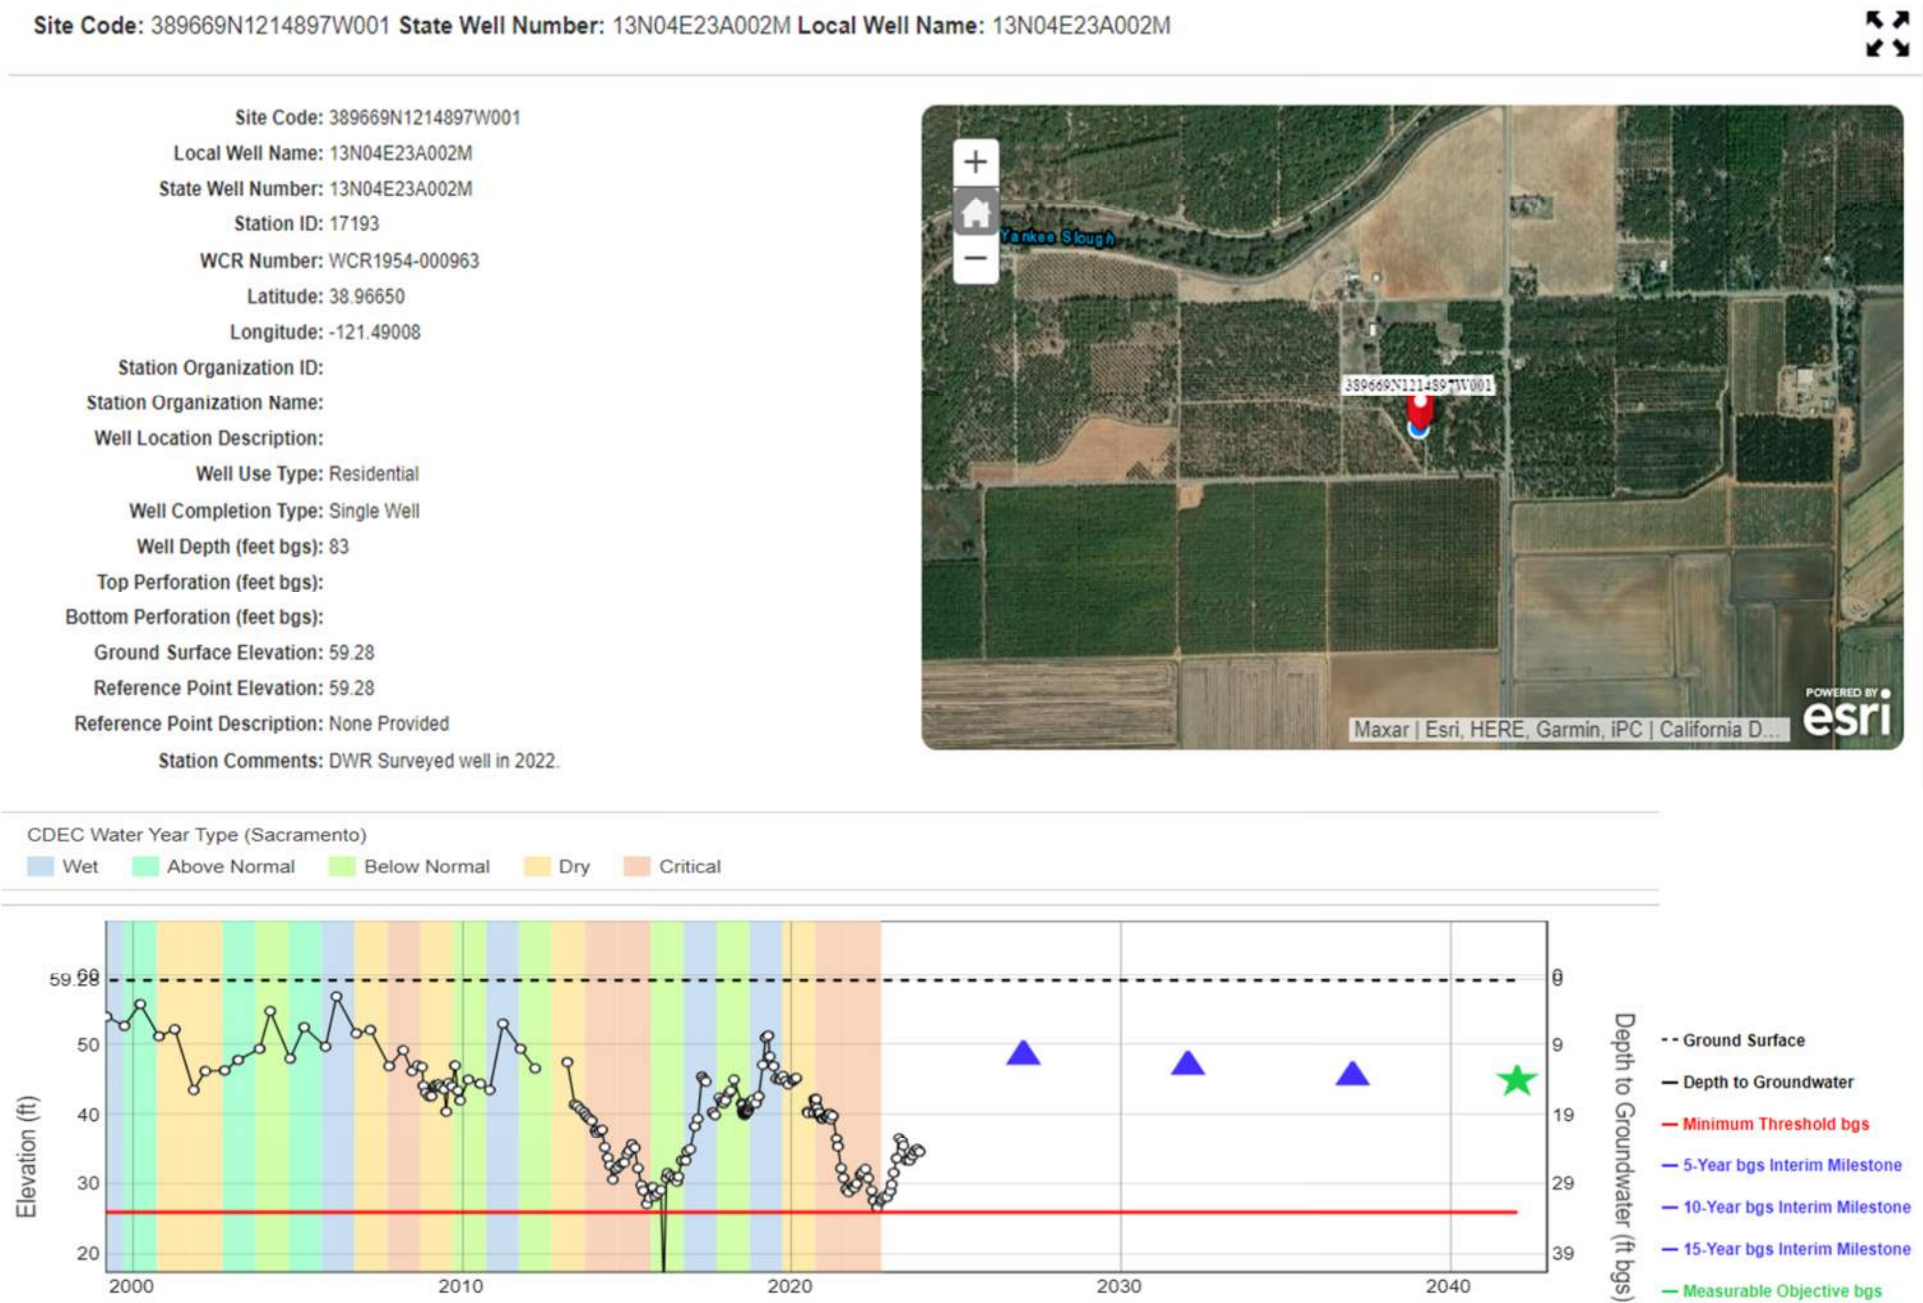 Site Code: 389669N1214897W001 State Well Number: 13N04E23A002M Local Well Name: 13N04E23A002M
Site Code: 389669N1214897W001
Local Well Name: 13N04E23A002M
State Well Number: 13N04E23A002M
Station ID: 17193
WCR Number: WCR1954-000963
Latitude: 38.96650
Longitude: -121.49008
Station Organization ID:
Station Organization Name:
Well Location Description:
Well Use Type: Residential
Well Completion Type: Single Well
Well Depth (feet bgs): 83
Top Perforation (feet bgs):
Bottom Perforation (feet bgs):
Ground Surface Elevation: 59.28
Reference Point Elevation: 59.28
Reference Point Description: None Provided
Station Comments: DWR Surveyed well in 2022.
+
−
Yankee Slough
389669N1214897W001
POWERED BY
esri
Maxar | Esri, HERE, Garmin, iPC | California D...
CDEC Water Year Type (Sacramento)
Wet Above Normal Below Normal Dry Critical
Elevation (ft)
60
59.28
50
40
30
20
2000 2010 2020 2030 2040
0
9
19
29
39
Depth to Groundwater (ft bgs)
Ground Surface
Depth to Groundwater
Minimum Threshold bgs
5-Year bgs Interim Milestone
10-Year bgs Interim Milestone
15-Year bgs Interim Milestone
Measurable Objective bgs